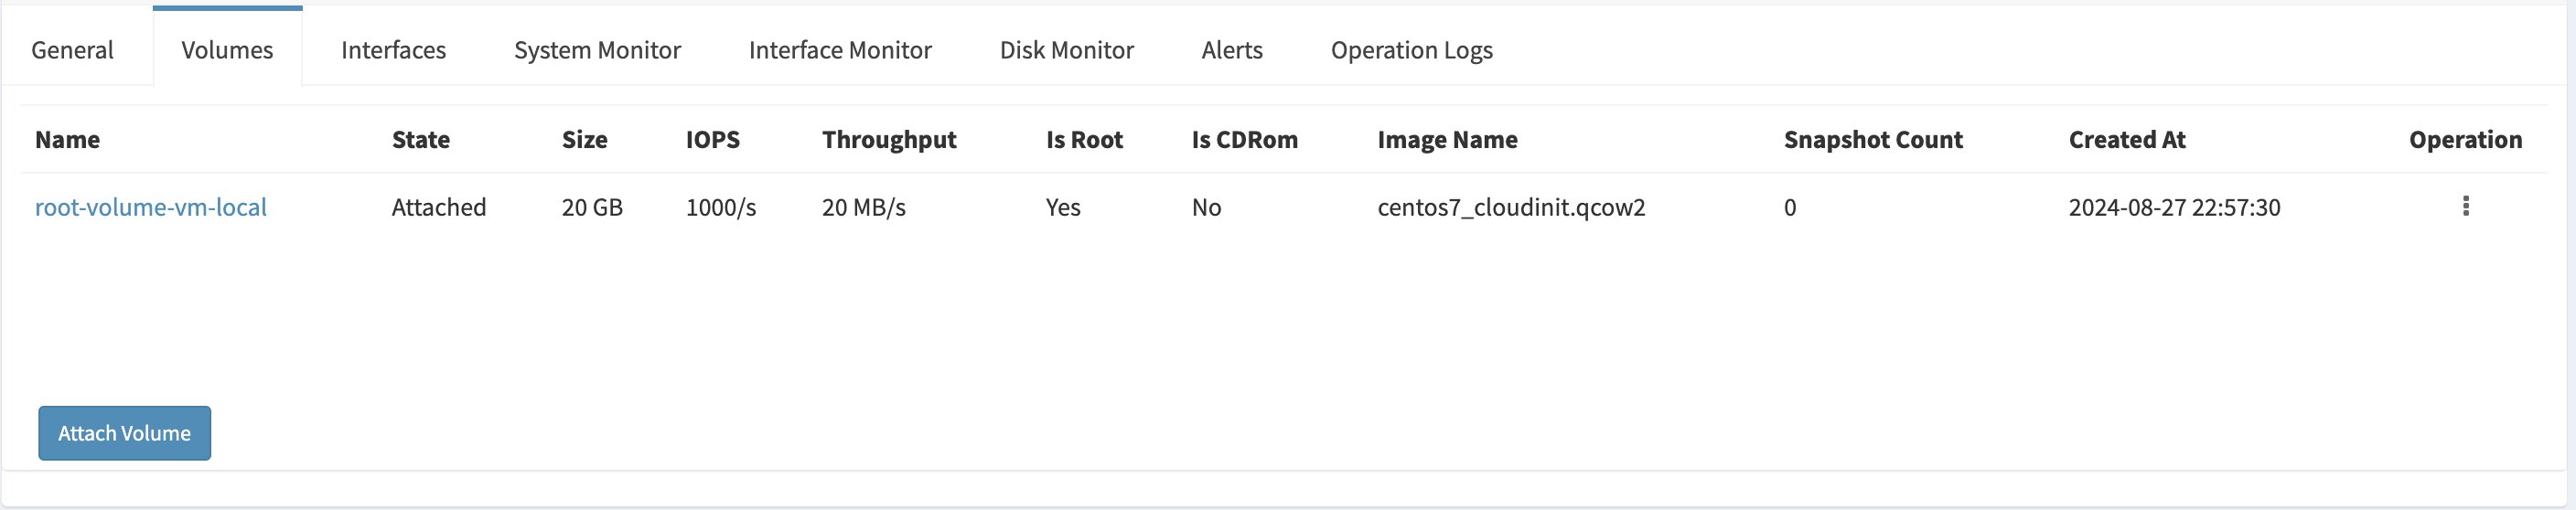 General Volumes Interfaces System Monitor Interface Monitor Disk Monitor Alerts Operation Logs
Name State Size IOPS Throughput Is Root Is CDRom Image Name Snapshot Count Created At Operation
root-volume-vm-local Attached 20 GB 1000/s 20 MB/s Yes No centos7_cloudinit.qcow2 0 2024-08-27 22:57:30
Attach Volume